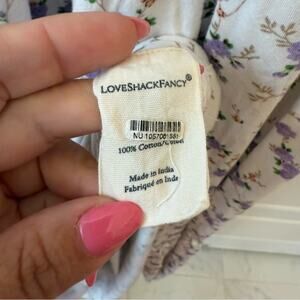 LOVESHACKFANCY®
100% Cotton/Coton
Made in India
Fabriqué en Inde